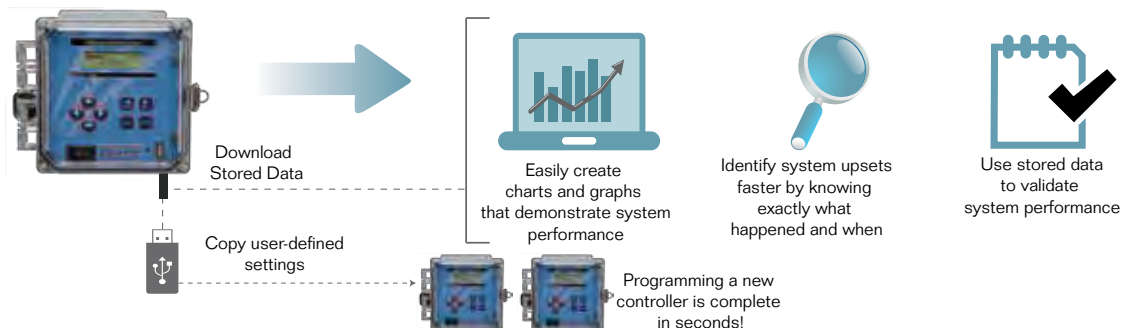 Download
Stored Data
Easily create
charts and graphs
that demonstrate system
performance
Identify system upsets
faster by knowing
exactly what
happened and when
Use stored data
to validate
system performance
Copy user-defined
settings
Programming a new
controller is complete
in seconds!